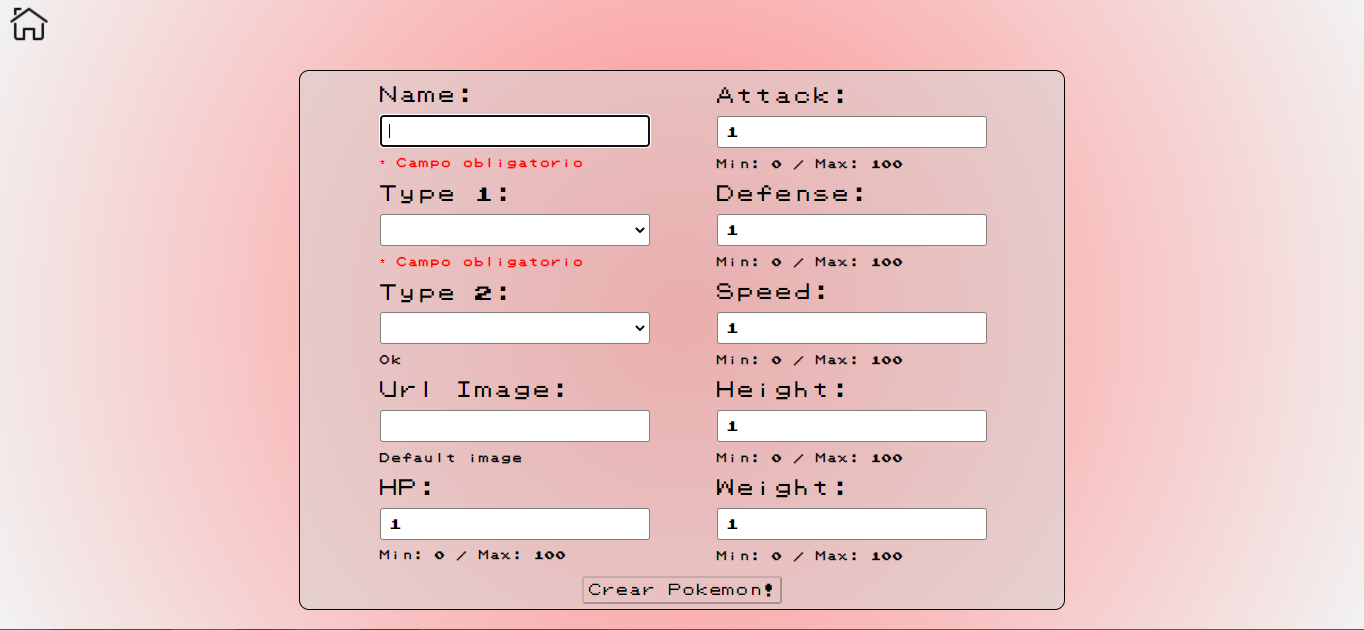 Name:
* Campo obligatorio
Type 1:
* Campo obligatorio
Type 2:
Ok
Url Image:
Default image
HP:
1
Min: 0 / Max: 100
Attack:
1
Min: 0 / Max: 100
Defense:
1
Min: 0 / Max: 100
Speed:
1
Min: 0 / Max: 100
Height:
1
Min: 0 / Max: 100
Weight:
1
Min: 0 / Max: 100
Crear Pokemon!